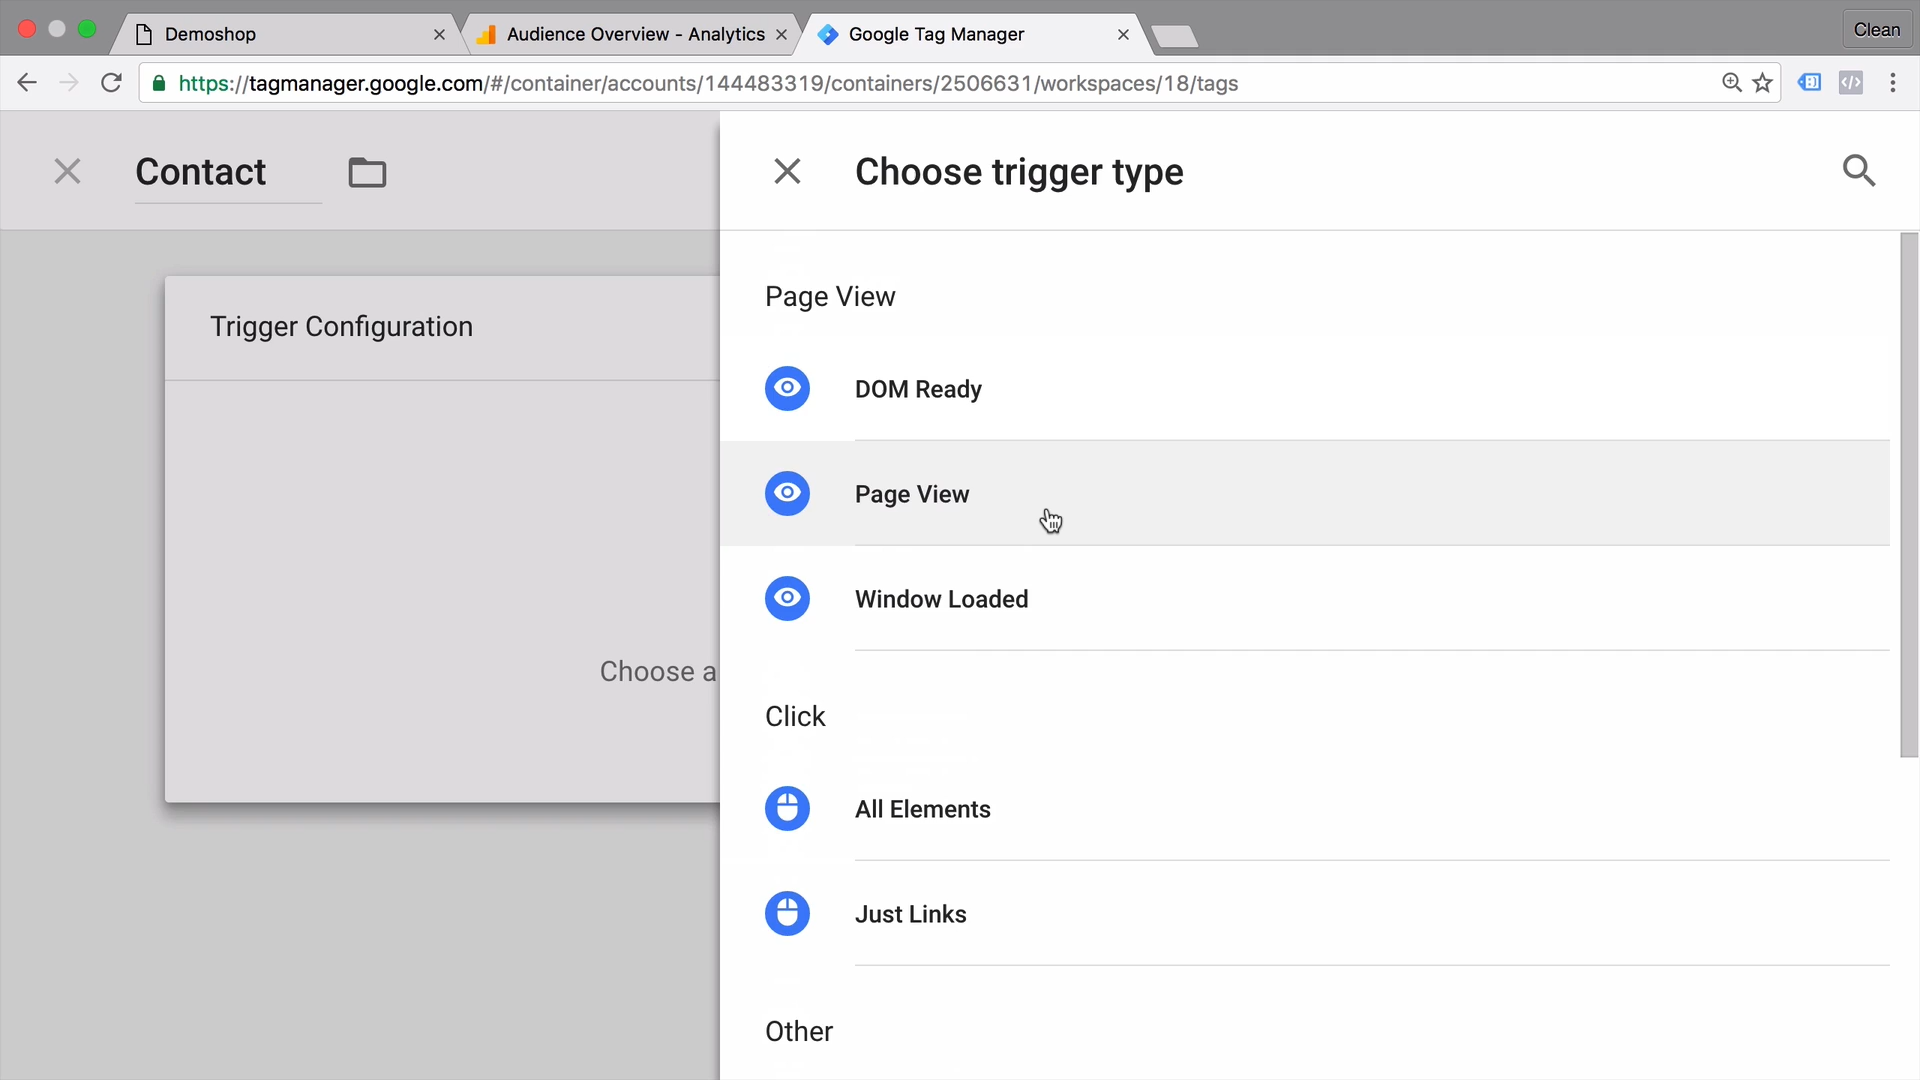 Demoshop
Audience Overview - Analytics
Google Tag Manager
Clean
https://tagmanager.google.com/#/container/accounts/144483319/containers/2506631/workspaces/18/tags
Contact
Choose trigger type
Trigger Configuration
Choose a
Page View
DOM Ready
Page View
Window Loaded
Click
All Elements
Just Links
Other